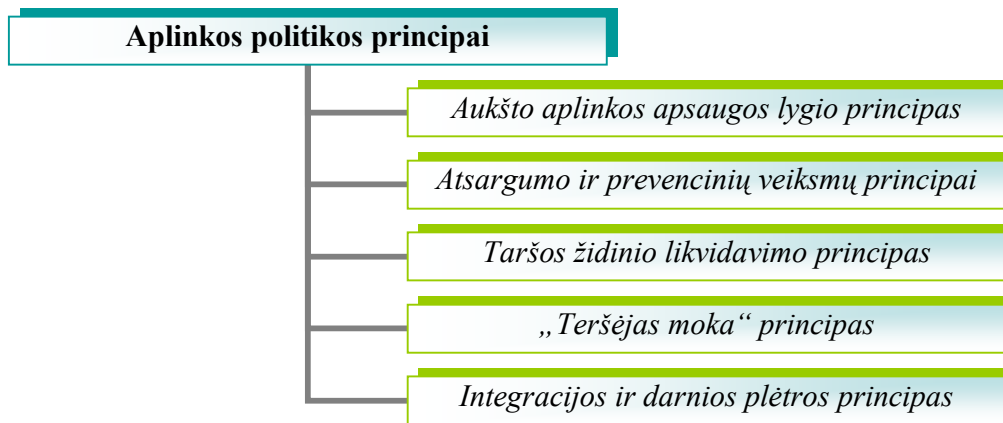 Aplinkos politikos principai
Aukšto aplinkos apsaugos lygio principas
Atsargumo ir prevencinių veiksmų principai
Taršos židinio likvidavimo principas
„Teršėjas moka“ principas
Integracijos ir darnios plėtros principas